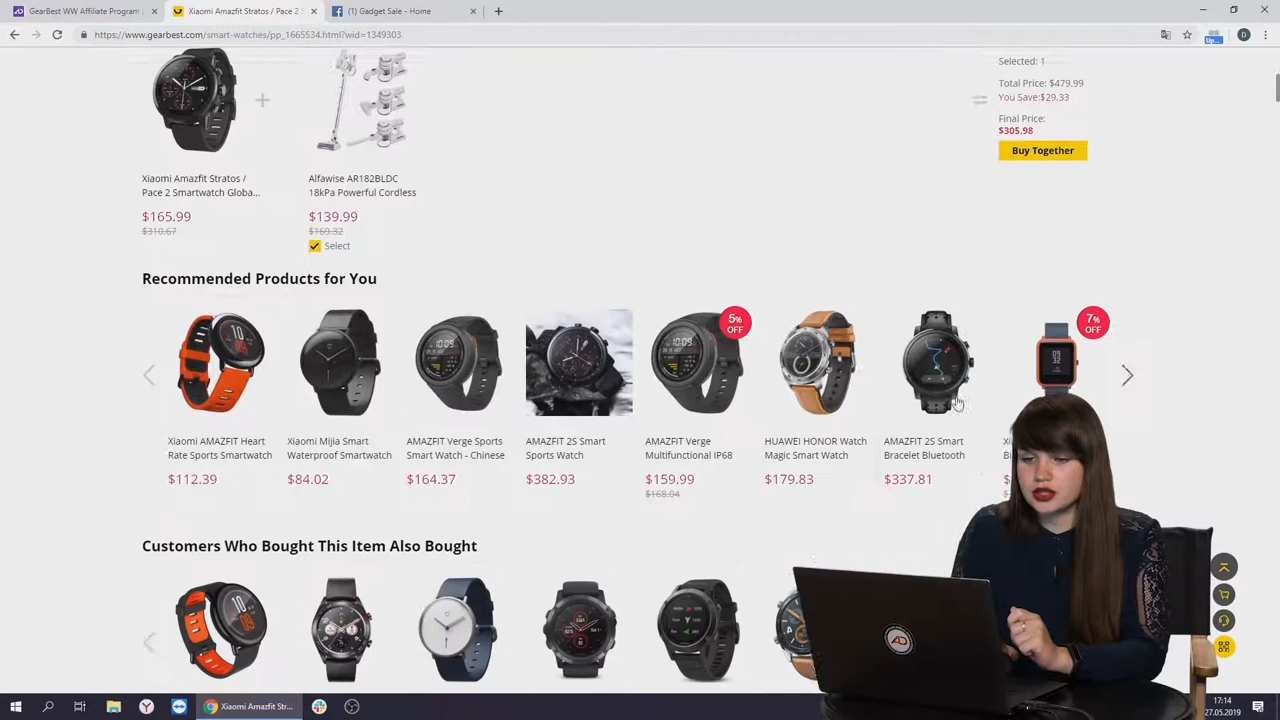 GearBest WW Affiliate Program
Xiaomi Amazfit Stratos / Pace 2 S
(1) Gadget Sale - Home
https://www.gearbest.com/smart-watches/pp_1665534.html?wid=1349303
Up...
D
Selected: 1
Total Price: $479.99
You Save:$29.33
Final Price:
$305.98
Buy Together
Xiaomi Amazfit Stratos /
Pace 2 Smartwatch Globa...
$165.99
$310.67
Alfawise AR182BLDC
18kPa Powerful Cordless
$139.99
$169.32
Select
Recommended Products for You
5%
OFF
7%
OFF
Xiaomi AMAZFIT Heart
Rate Sports Smartwatch
$112.39
Xiaomi Mijia Smart
Waterproof Smartwatch
$84.02
AMAZFIT Verge Sports
Smart Watch - Chinese
$164.37
AMAZFIT 2S Smart
Sports Watch
$382.93
AMAZFIT Verge
Multifunctional IP68
$159.99
$168.04
HUAWEI HONOR Watch
Magic Smart Watch
$179.83
AMAZFIT 2S Smart
Bracelet Bluetooth
$337.81
Customers Who Bought This Item Also Bought
AD
Xiaomi Amazfit Str...
17:14
27.05.2019